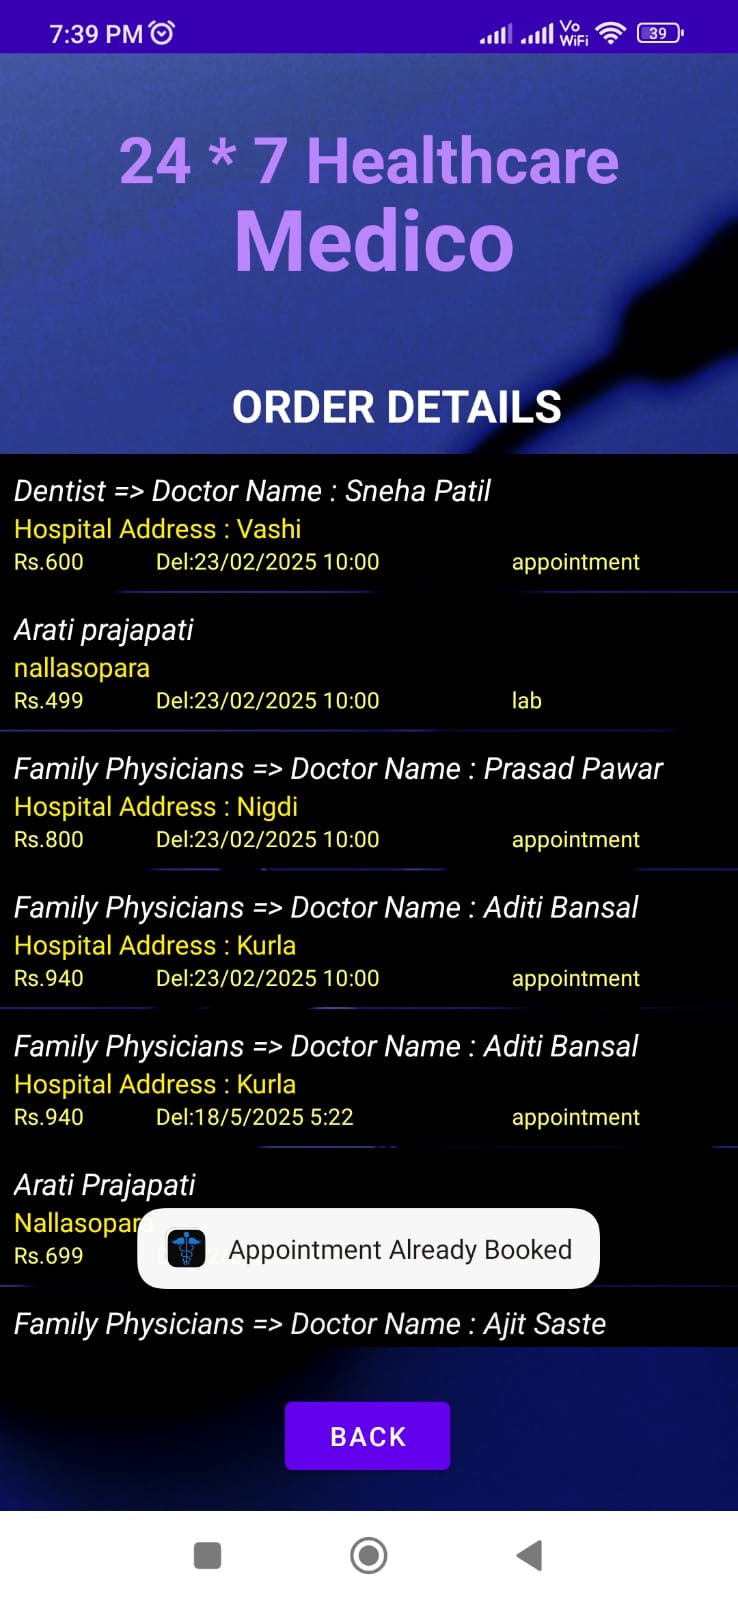 7:39 PM
Vo
WiFi
39
24 * 7 Healthcare
Medico
ORDER DETAILS
Dentist => Doctor Name : Sneha Patil
Hospital Address : Vashi
Rs.600 Del:23/02/2025 10:00 appointment
Arati prajapati
nallasopara
Rs.499 Del:23/02/2025 10:00 lab
Family Physicians => Doctor Name : Prasad Pawar
Hospital Address : Nigdi
Rs.800 Del:23/02/2025 10:00 appointment
Family Physicians => Doctor Name : Aditi Bansal
Hospital Address : Kurla
Rs.940 Del:23/02/2025 10:00 appointment
Family Physicians => Doctor Name : Aditi Bansal
Hospital Address : Kurla
Rs.940 Del:18/5/2025 5:22 appointment
Arati Prajapati
Nallasopar
Rs.699
Appointment Already Booked
Family Physicians => Doctor Name : Ajit Saste
BACK